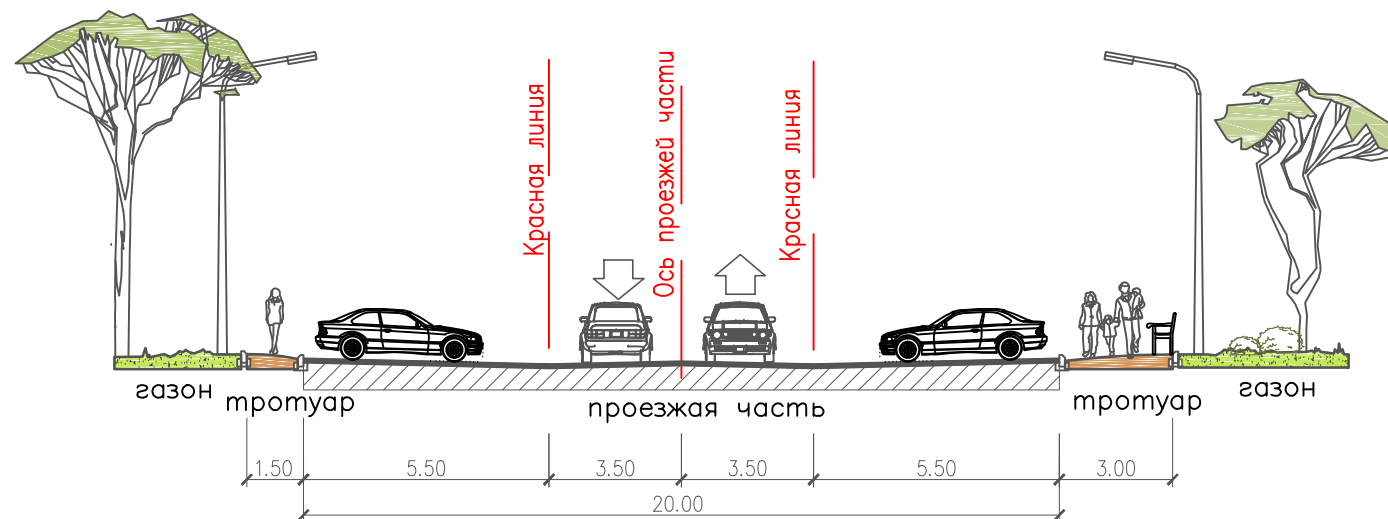 Красная линия
Ось проезжей части
Красная линия
газон
тротуар
проезжая часть
тротуар
газон
1.50
5.50
3.50
3.50
5.50
3.00
20.00